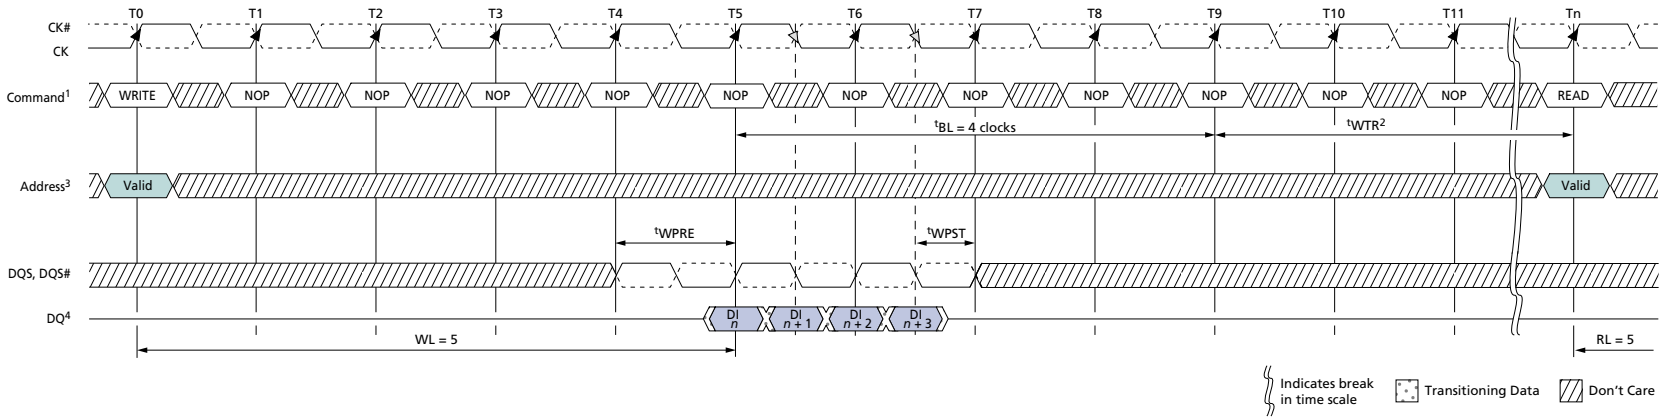 T0 T1 T2 T3 T4 T5 T6 T7 T8 T9 T10 T11 Tn
CK#
CK
Command1 WRITE NOP NOP NOP NOP NOP NOP NOP NOP NOP NOP NOP READ
tBL = 4 clocks tWTR2
Address3 Valid Valid
tWPRE tWPST
DQS, DQS#
DQ4 DI n DI n + 1 DI n + 2 DI n + 3
WL = 5 RL = 5
Indicates break
in time scale
Transitioning Data
Don't Care